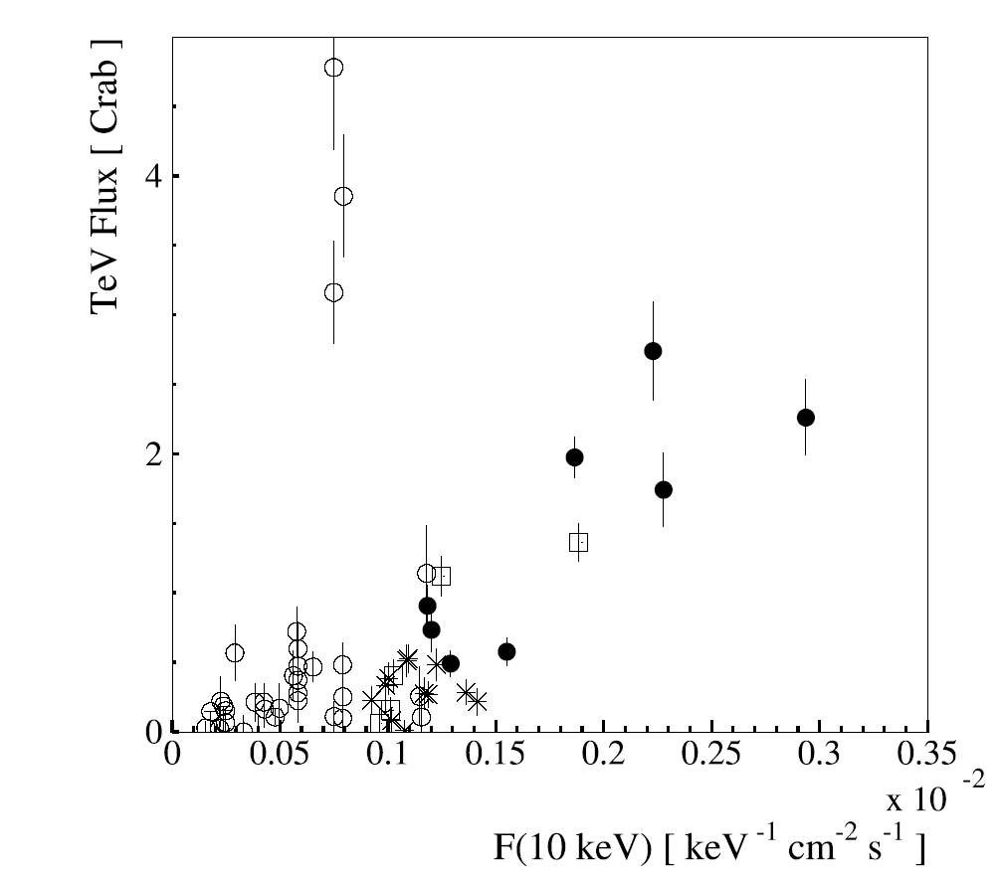 TeV Flux [ Crab ]
4
2
0
0 0.05 0.1 0.15 0.2 0.25 0.3 0.35
x 10 -2
F(10 keV) [ keV-1 cm-2 s-1 ]